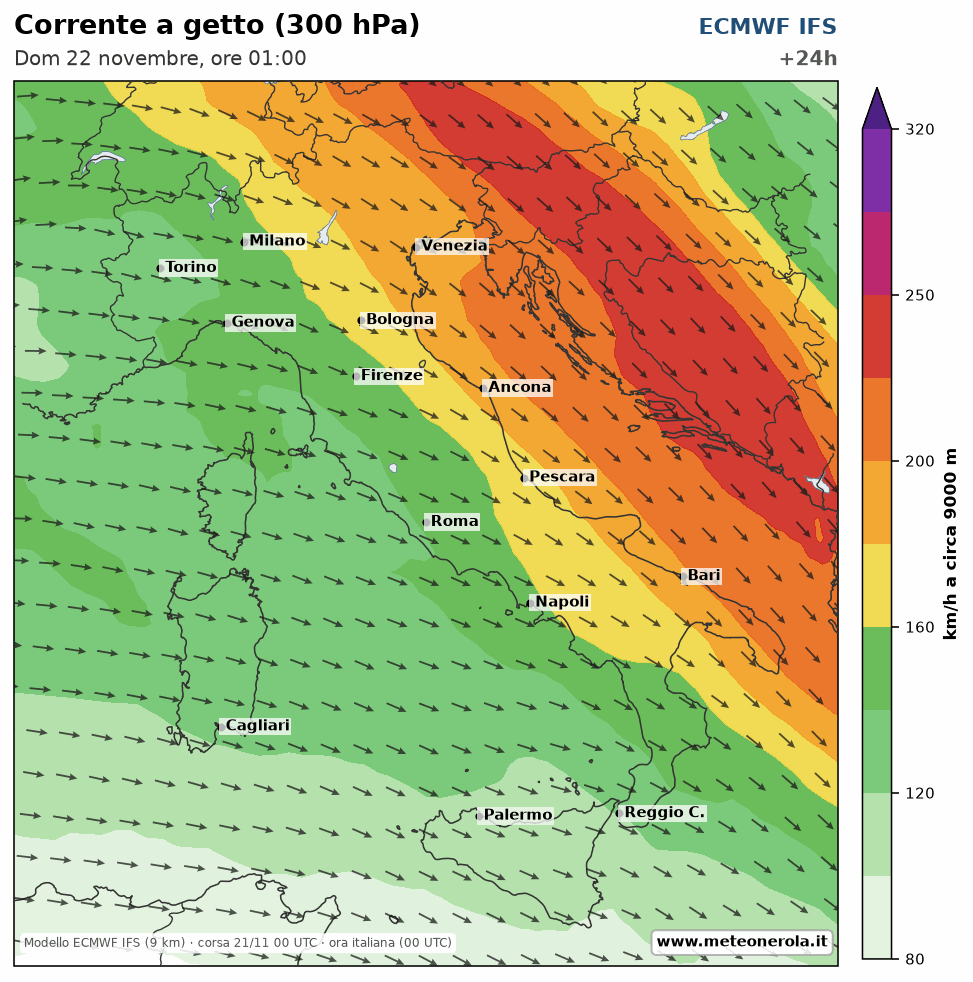 Corrente a getto (300 hPa)
ECMWF IFS
Dom 22 novembre, ore 01:00
+24h
Milano
Venezia
Torino
Genova
Bologna
Firenze
Ancona
Pescara
Roma
Bari
Napoli
Cagliari
Palermo
Reggio C.
320
250
200
160
120
80
km/h a circa 9000 m
Modello ECMWF IFS (9 km) · corsa 21/11 00 UTC · ora italiana (00 UTC)
www.meteonerola.it